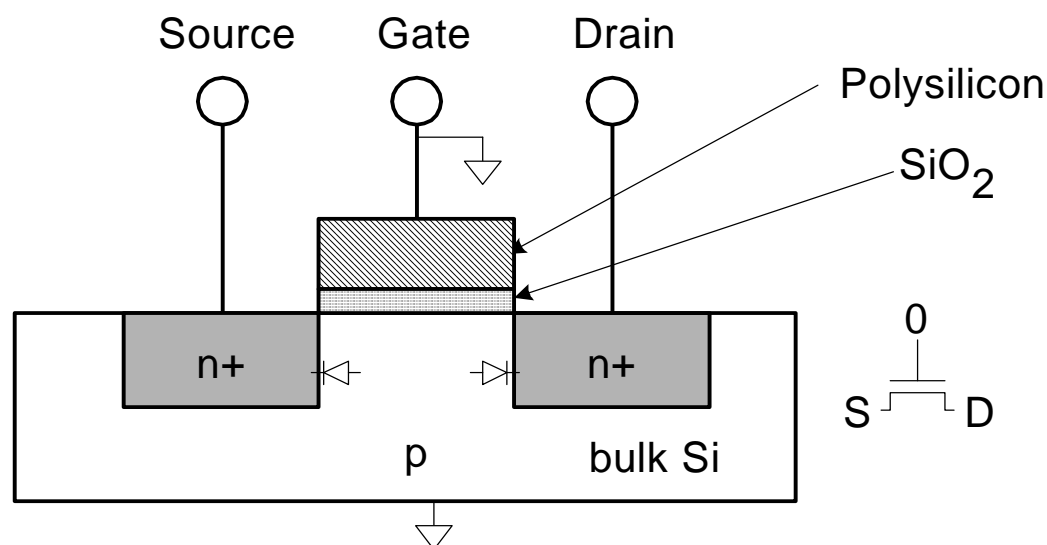 Source Gate Drain
Polysilicon
SiO2
n+ n+
0
S D
p bulk Si